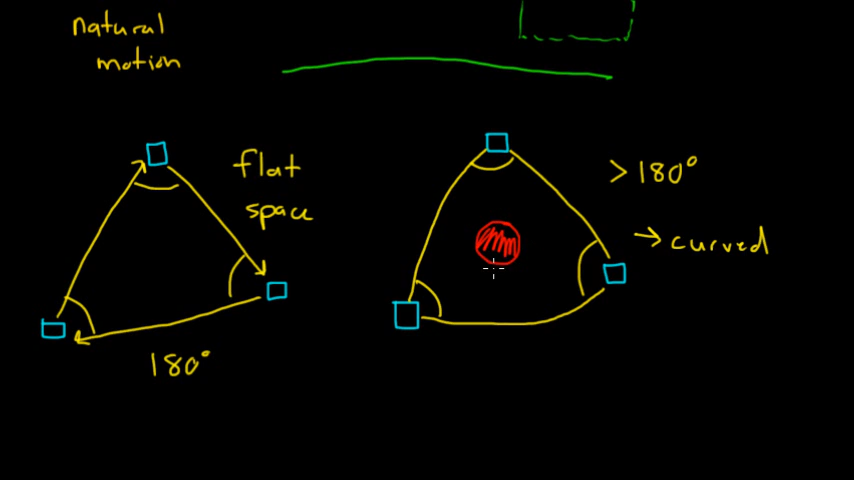 natural
motion
flat
space
> 180°
→ curved
180°